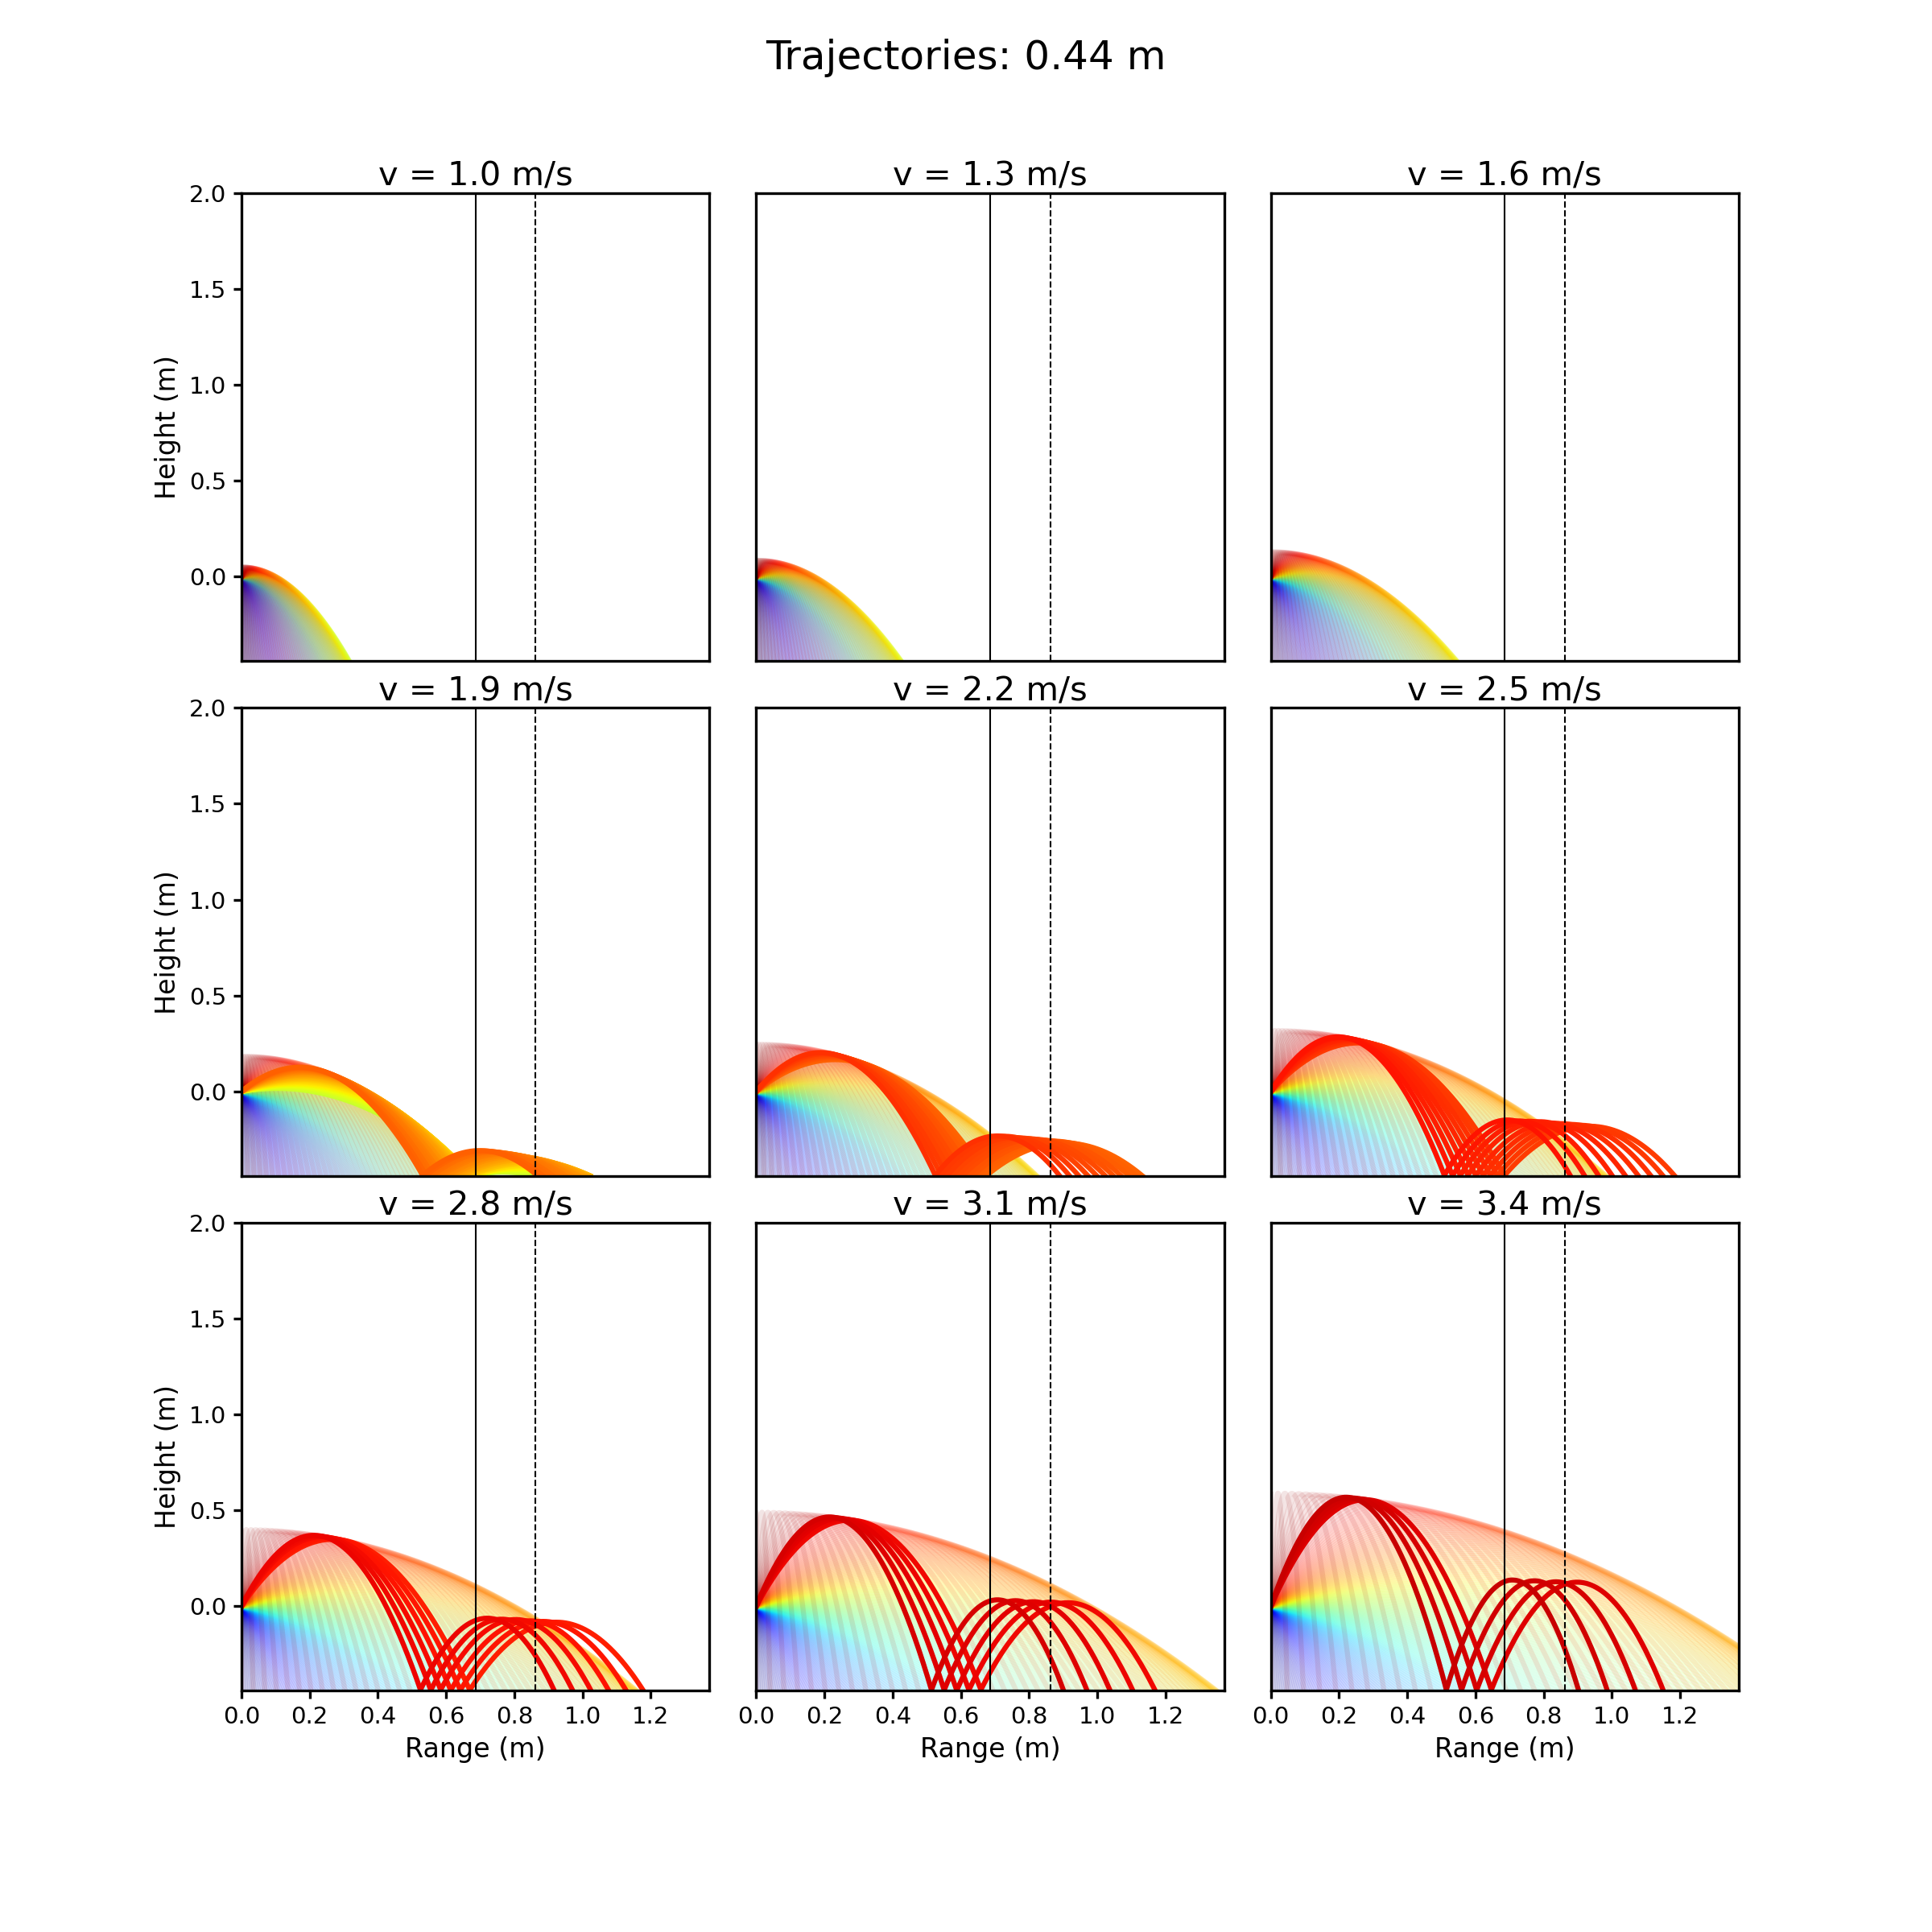 Trajectories: 0.44 m
v = 1.0 m/s
v = 1.3 m/s
v = 1.6 m/s
2.0
1.5
1.0
0.5
0.0
Height (m)
v = 1.9 m/s
v = 2.2 m/s
v = 2.5 m/s
2.0
1.5
1.0
0.5
0.0
Height (m)
v = 2.8 m/s
v = 3.1 m/s
v = 3.4 m/s
2.0
1.5
1.0
0.5
0.0
Height (m)
0.0 0.2 0.4 0.6 0.8 1.0 1.2
0.0 0.2 0.4 0.6 0.8 1.0 1.2
0.0 0.2 0.4 0.6 0.8 1.0 1.2
Range (m)
Range (m)
Range (m)